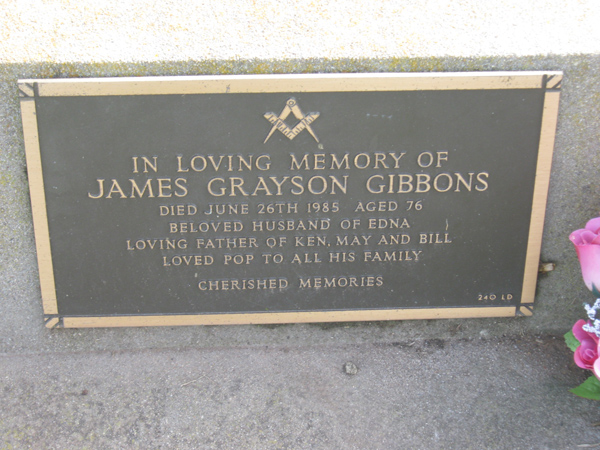 IN LOVING MEMORY OF
JAMES GRAYSON GIBBONS
DIED JUNE 26TH 1985 AGED 76
BELOVED HUSBAND OF EDNA
LOVING FATHER OF KEN, MAY AND BILL
LOVED POP TO ALL HIS FAMILY
CHERISHED MEMORIES
240 LD